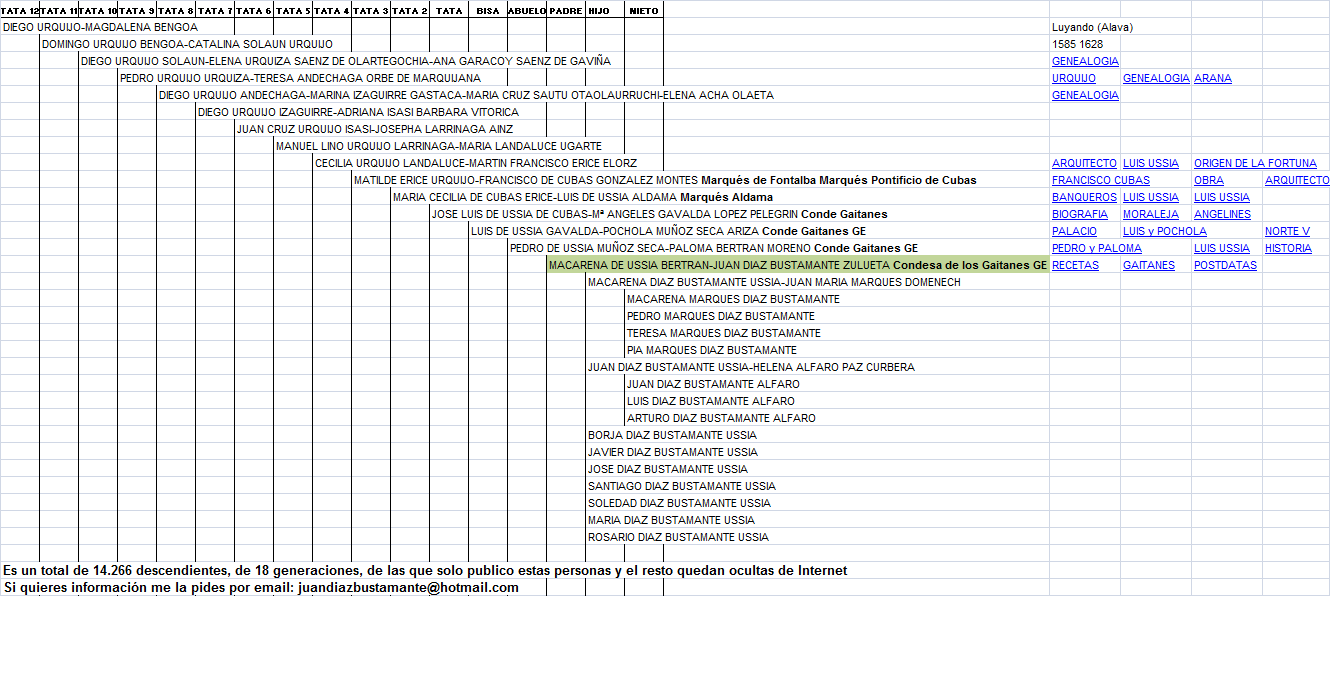 TATA 12 TATA 11 TATA 10 TATA 9 TATA 8 TATA 7 TATA 6 TATA 5 TATA 4 TATA 3 TATA 2 TATA BISA ABUELO PADRE HIJO NIETO
DIEGO URQUIJO-MAGDALENA BENGOA Luyando (Alava)
DOMINGO URQUIJO BENGOA-CATALINA SOLAUN URQUIJO 1585 1628
DIEGO URQUIJO SOLAUN-ELENA URQUIZA SAENZ DE OLARTEGOCHIA-ANA GARACOY SAENZ DE GAVIÑA GENEALOGIA
PEDRO URQUIJO URQUIZA-TERESA ANDECHAGA ORBE DE MARQUIJANA URQUIJO GENEALOGIA ARANA
DIEGO URQUIJO ANDECHAGA-MARINA IZAGUIRRE GASTACA-MARIA CRUZ SAUTU OTAOLAURRUCHI-ELENA ACHA OLAETA GENEALOGIA
DIEGO URQUIJO IZAGUIRRE-ADRIANA ISASI BARBARA VITORICA
JUAN CRUZ URQUIJO ISASI-JOSEPHA LARRINAGA AINZ
MANUEL LINO URQUIJO LARRINAGA-MARIA LANDALUCE UGARTE
CECILIA URQUIJO LANDALUCE-MARTIN FRANCISCO ERICE ELORZ ARQUITECTO LUIS USSIA ORIGEN DE LA FORTUNA
MATILDE ERICE URQUIJO-FRANCISCO DE CUBAS GONZALEZ MONTES Marqués de Fontalba Marqués Pontificio de Cubas FRANCISCO CUBAS OBRA ARQUITECTO
MARIA CECILIA DE CUBAS ERICE-LUIS DE USSIA ALDAMA Marqués Aldama BANQUEROS LUIS USSIA LUIS USSIA
JOSE LUIS DE USSIA DE CUBAS-Mª ANGELES GAVALDA LOPEZ PELEGRIN Conde Gaitanes BIOGRAFIA MORALEJA ANGELINES
LUIS DE USSIA GAVALDA-POCHOLA MUÑOZ SECA ARIZA Conde Gaitanes GE PALACIO LUIS y POCHOLA NORTE V
PEDRO DE USSIA MUÑOZ SECA-PALOMA BERTRAN MORENO Conde Gaitanes GE PEDRO y PALOMA LUIS USSIA HISTORIA
MACARENA DE USSIA BERTRAN-JUAN DIAZ BUSTAMANTE ZULUETA Condesa de los Gaitanes GE RECETAS GAITANES POSTDATAS
MACARENA DIAZ BUSTAMANTE USSIA-JUAN MARIA MARQUES DOMENECH
MACARENA MARQUES DIAZ BUSTAMANTE
PEDRO MARQUES DIAZ BUSTAMANTE
TERESA MARQUES DIAZ BUSTAMANTE
PIA MARQUES DIAZ BUSTAMANTE
JUAN DIAZ BUSTAMANTE USSIA-HELENA ALFARO PAZ CURBERA
JUAN DIAZ BUSTAMANTE ALFARO
LUIS DIAZ BUSTAMANTE ALFARO
ARTURO DIAZ BUSTAMANTE ALFARO
BORJA DIAZ BUSTAMANTE USSIA
JAVIER DIAZ BUSTAMANTE USSIA
JOSE DIAZ BUSTAMANTE USSIA
SANTIAGO DIAZ BUSTAMANTE USSIA
SOLEDAD DIAZ BUSTAMANTE USSIA
MARIA DIAZ BUSTAMANTE USSIA
ROSARIO DIAZ BUSTAMANTE USSIA
Es un total de 14.266 descendientes, de 18 generaciones, de las que solo publico estas personas y el resto quedan ocultas de Internet
Si quieres información me la pides por email: juandiazbustamante@hotmail.com